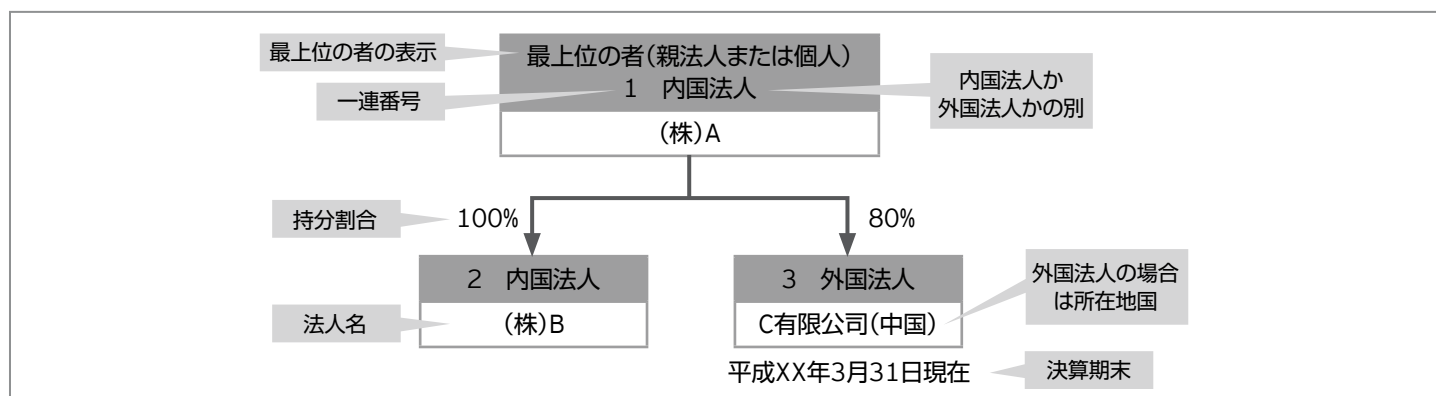 最上位の者の表示
最上位の者(親法人または個人)
一連番号
1 内国法人
内国法人か
外国法人かの別
(株)A
持分割合
100%
80%
2 内国法人
3 外国法人
外国法人の場合
は所在地国
法人名
(株)B
C有限公司(中国)
平成XX年3月31日現在
決算期末